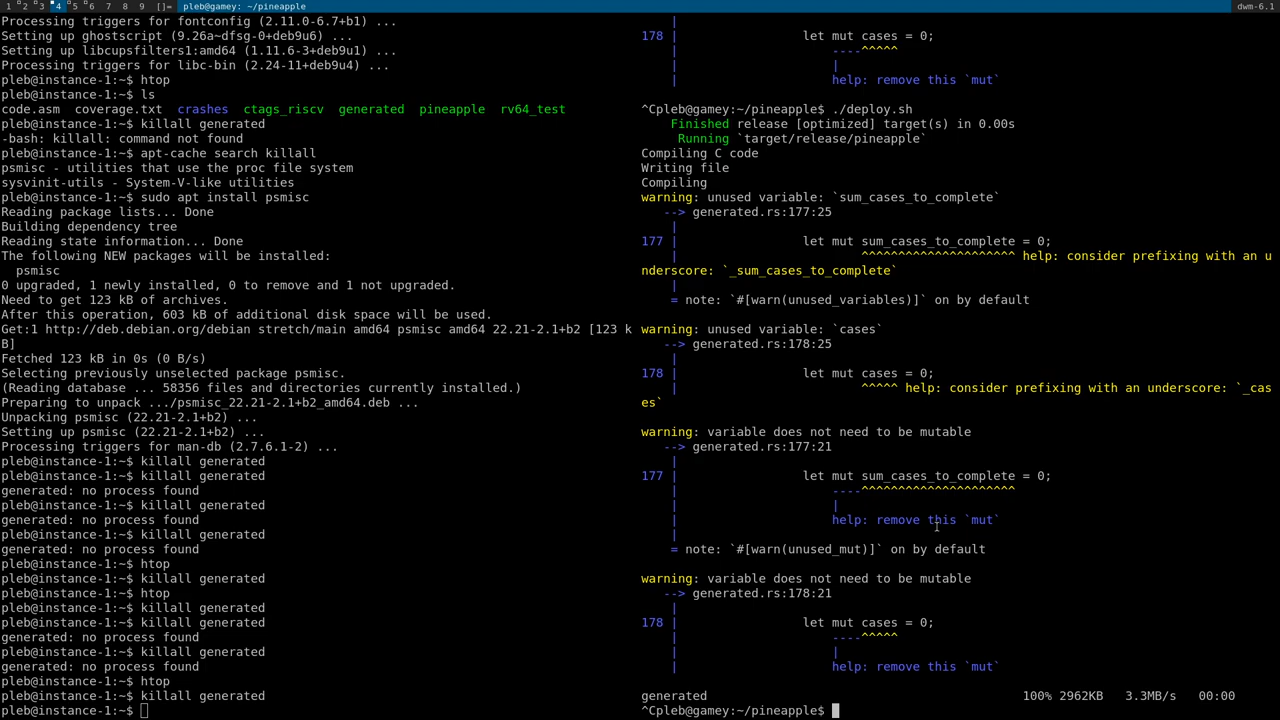 1 2 3 4 5 6 7 8 9 []= pleb@gamey: ~/pineapple dwm-6.1
Processing triggers for fontconfig (2.11.0-6.7+b1) ...
Setting up ghostscript (9.26a~dfsg-0+deb9u6) ...
Setting up libcupsfilters1:amd64 (1.11.6-3+deb9u1) ...
Processing triggers for libc-bin (2.24-11+deb9u4) ...
pleb@instance-1:~$ htop
pleb@instance-1:~$ ls
code.asm coverage.txt crashes ctags_riscv generated pineapple rv64_test
pleb@instance-1:~$ killall generated
-bash: killall: command not found
pleb@instance-1:~$ apt-cache search killall
psmisc - utilities that use the proc file system
sysvinit-utils - System-V-like utilities
pleb@instance-1:~$ sudo apt install psmisc
Reading package lists... Done
Building dependency tree
Reading state information... Done
The following NEW packages will be installed:
  psmisc
0 upgraded, 1 newly installed, 0 to remove and 1 not upgraded.
Need to get 123 kB of archives.
After this operation, 603 kB of additional disk space will be used.
Get:1 http://deb.debian.org/debian stretch/main amd64 psmisc amd64 22.21-2.1+b2 [123 k
B]
Fetched 123 kB in 0s (0 B/s)
Selecting previously unselected package psmisc.
(Reading database ... 58356 files and directories currently installed.)
Preparing to unpack .../psmisc_22.21-2.1+b2_amd64.deb ...
Unpacking psmisc (22.21-2.1+b2) ...
Setting up psmisc (22.21-2.1+b2) ...
Processing triggers for man-db (2.7.6.1-2) ...
pleb@instance-1:~$ killall generated
pleb@instance-1:~$ killall generated
generated: no process found
pleb@instance-1:~$ killall generated
generated: no process found
pleb@instance-1:~$ killall generated
generated: no process found
pleb@instance-1:~$ htop
pleb@instance-1:~$ killall generated
pleb@instance-1:~$ htop
pleb@instance-1:~$ killall generated
pleb@instance-1:~$ killall generated
generated: no process found
pleb@instance-1:~$ killall generated
generated: no process found
pleb@instance-1:~$ htop
pleb@instance-1:~$ killall generated
pleb@instance-1:~$
    |
178 |                 let mut cases = 0;
    |                     ----^^^^^
    |                     |
    |                     help: remove this `mut`
^Cpleb@gamey:~/pineapple$ ./deploy.sh
    Finished release [optimized] target(s) in 0.00s
     Running `target/release/pineapple`
Compiling C code
Writing file
Compiling
warning: unused variable: `sum_cases_to_complete`
   --> generated.rs:177:25
    |
177 |                 let mut sum_cases_to_complete = 0;
    |                         ^^^^^^^^^^^^^^^^^^^^^ help: consider prefixing with an u
nderscore: `_sum_cases_to_complete`
    |
    = note: `#[warn(unused_variables)]` on by default
warning: unused variable: `cases`
   --> generated.rs:178:25
    |
178 |                 let mut cases = 0;
    |                         ^^^^^ help: consider prefixing with an underscore: `_cas
es`
warning: variable does not need to be mutable
   --> generated.rs:177:21
    |
177 |                 let mut sum_cases_to_complete = 0;
    |                     ----^^^^^^^^^^^^^^^^^^^^^
    |                     |
    |                     help: remove this `mut`
    |
    = note: `#[warn(unused_mut)]` on by default
warning: variable does not need to be mutable
   --> generated.rs:178:21
    |
178 |                 let mut cases = 0;
    |                     ----^^^^^
    |                     |
    |                     help: remove this `mut`
generated 100% 2962KB 3.3MB/s 00:00
^Cpleb@gamey:~/pineapple$